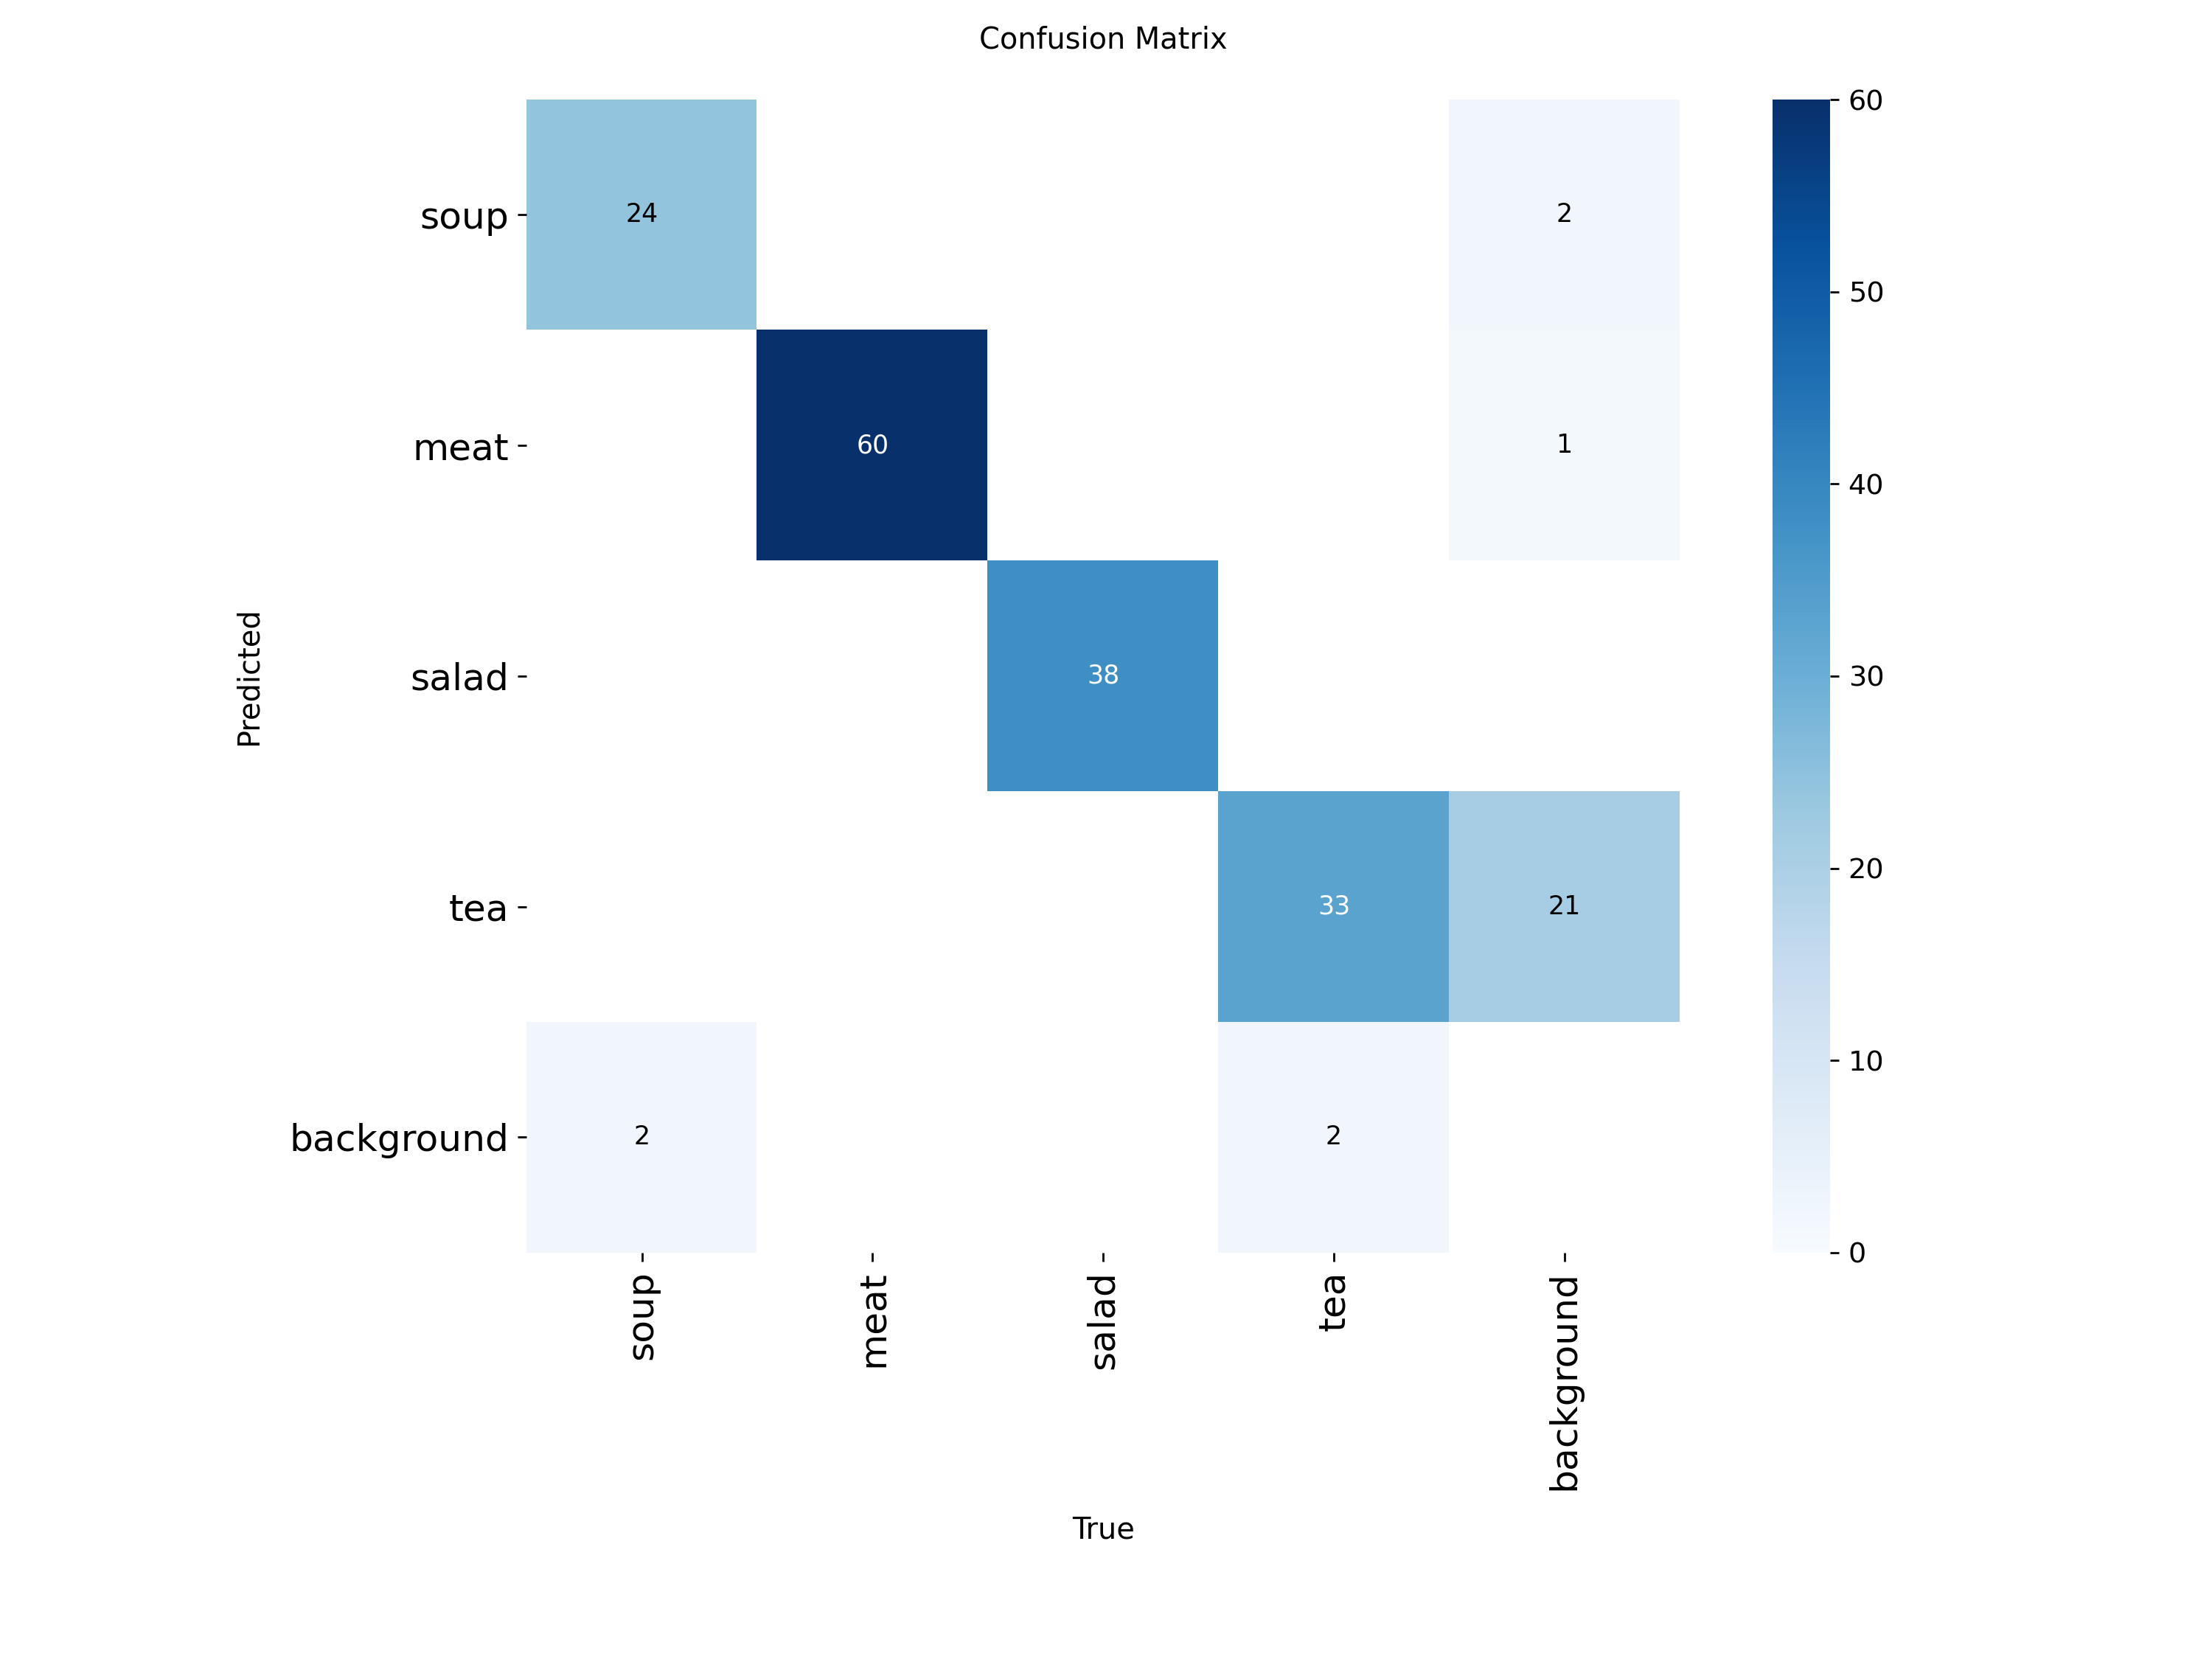 Confusion Matrix
60
soup
24
2
50
meat
60
1
40
Predicted
salad
38
30
tea
33
21
20
background
2
2
10
0
soup
meat
salad
tea
background
True